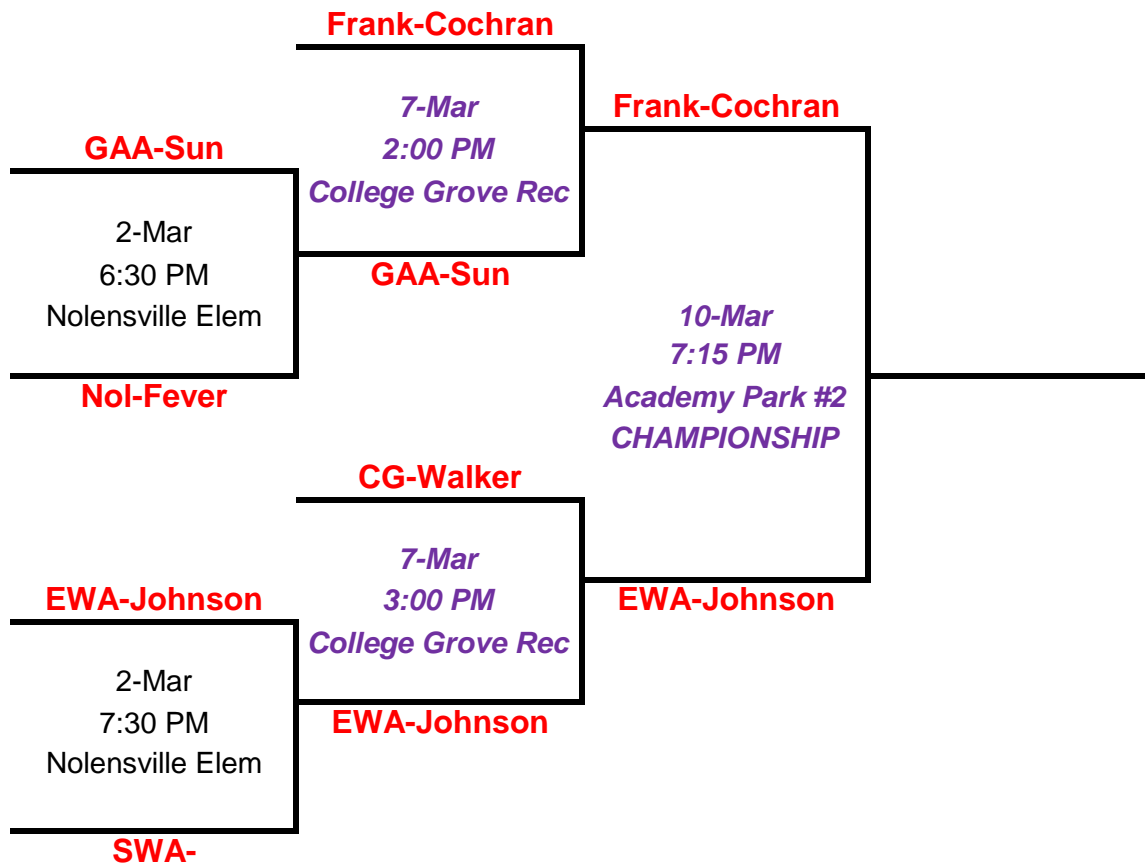 Frank-Cochran
7-Mar
2:00 PM
College Grove Rec
Frank-Cochran
GAA-Sun
2-Mar
6:30 PM
Nolensville Elem
GAA-Sun
Nol-Fever
10-Mar
7:15 PM
Academy Park #2
CHAMPIONSHIP
CG-Walker
7-Mar
3:00 PM
College Grove Rec
EWA-Johnson
EWA-Johnson
2-Mar
7:30 PM
Nolensville Elem
EWA-Johnson
SWA-